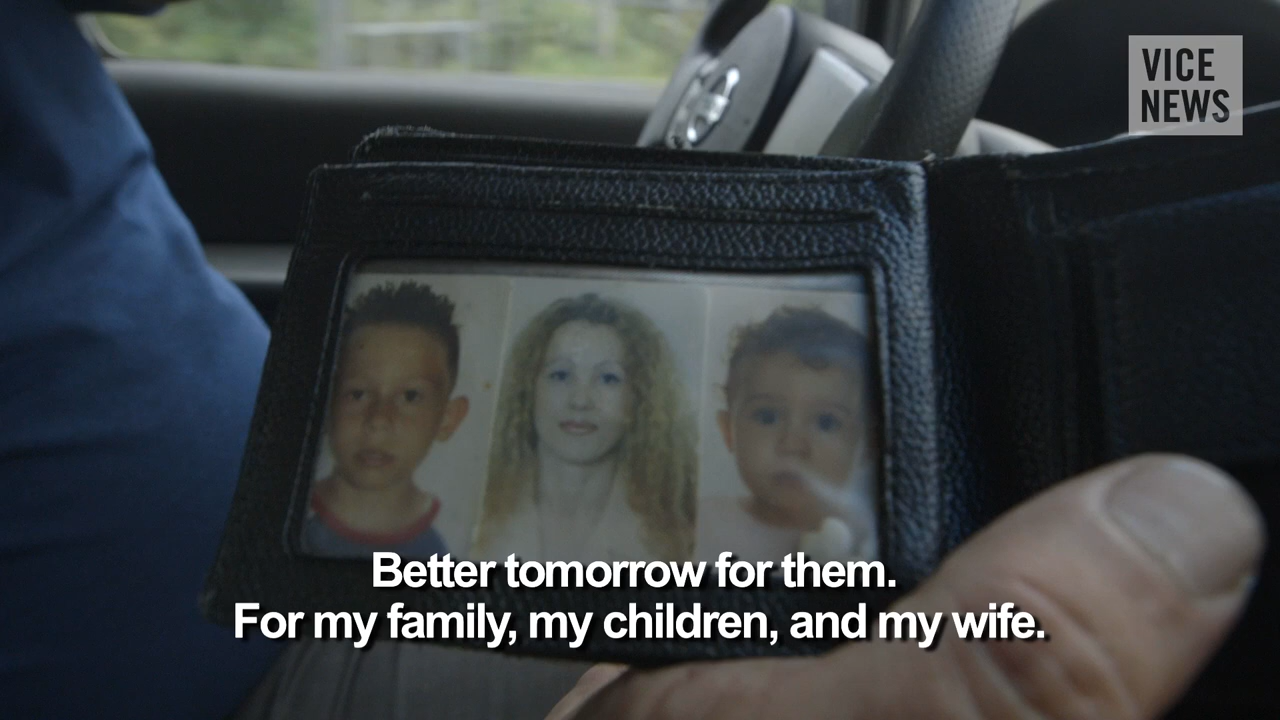 VICE
NEWS
Better tomorrow for them.
For my family, my children, and my wife.